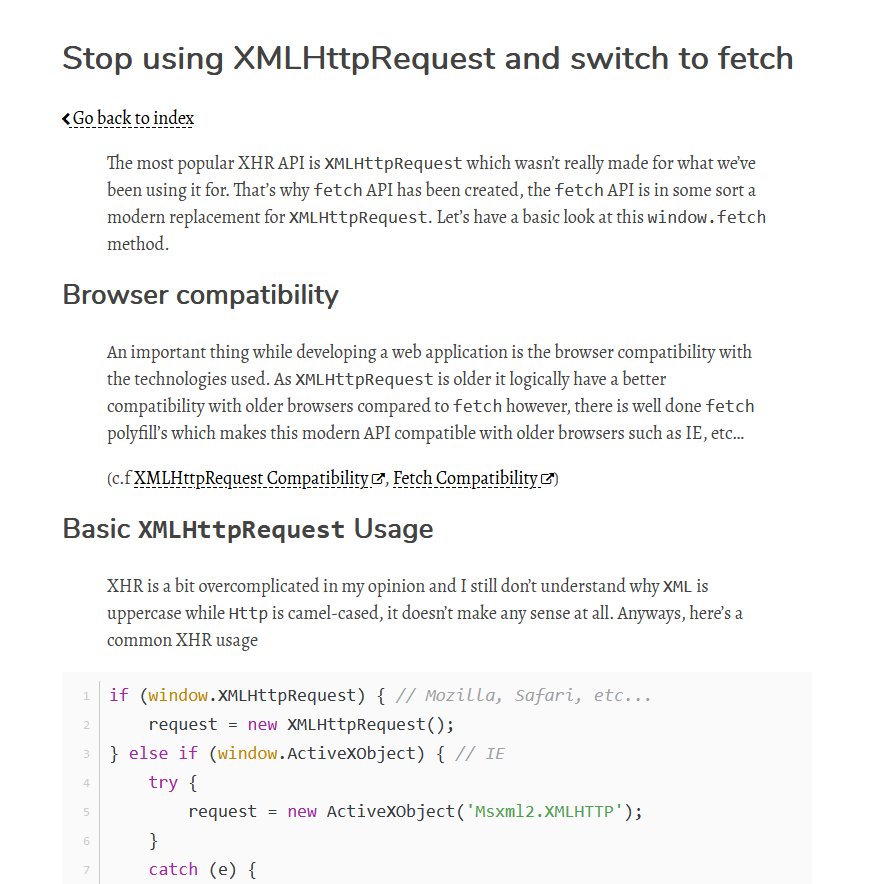 Stop using XMLHttpRequest and switch to fetch
Go back to index
The most popular XHR API is XMLHttpRequest which wasn’t really made for what we’ve
been using it for. That’s why fetch API has been created, the fetch API is in some sort a
modern replacement for XMLHttpRequest. Let’s have a basic look at this window.fetch
method.
Browser compatibility
An important thing while developing a web application is the browser compatibility with
the technologies used. As XMLHttpRequest is older it logically have a better
compatibility with older browsers compared to fetch however, there is well done fetch
polyfill’s which makes this modern API compatible with older browsers such as IE, etc…
(c.f XMLHttpRequest Compatibility, Fetch Compatibility)
Basic XMLHttpRequest Usage
XHR is a bit overcomplicated in my opinion and I still don’t understand why XML is
uppercase while Http is camel-cased, it doesn’t make any sense at all. Anyways, here’s a
common XHR usage
1 if (window.XMLHttpRequest) { // Mozilla, Safari, etc...
2     request = new XMLHttpRequest();
3 } else if (window.ActiveXObject) { // IE
4     try {
5         request = new ActiveXObject('Msxml2.XMLHTTP');
6     }
7     catch (e) {